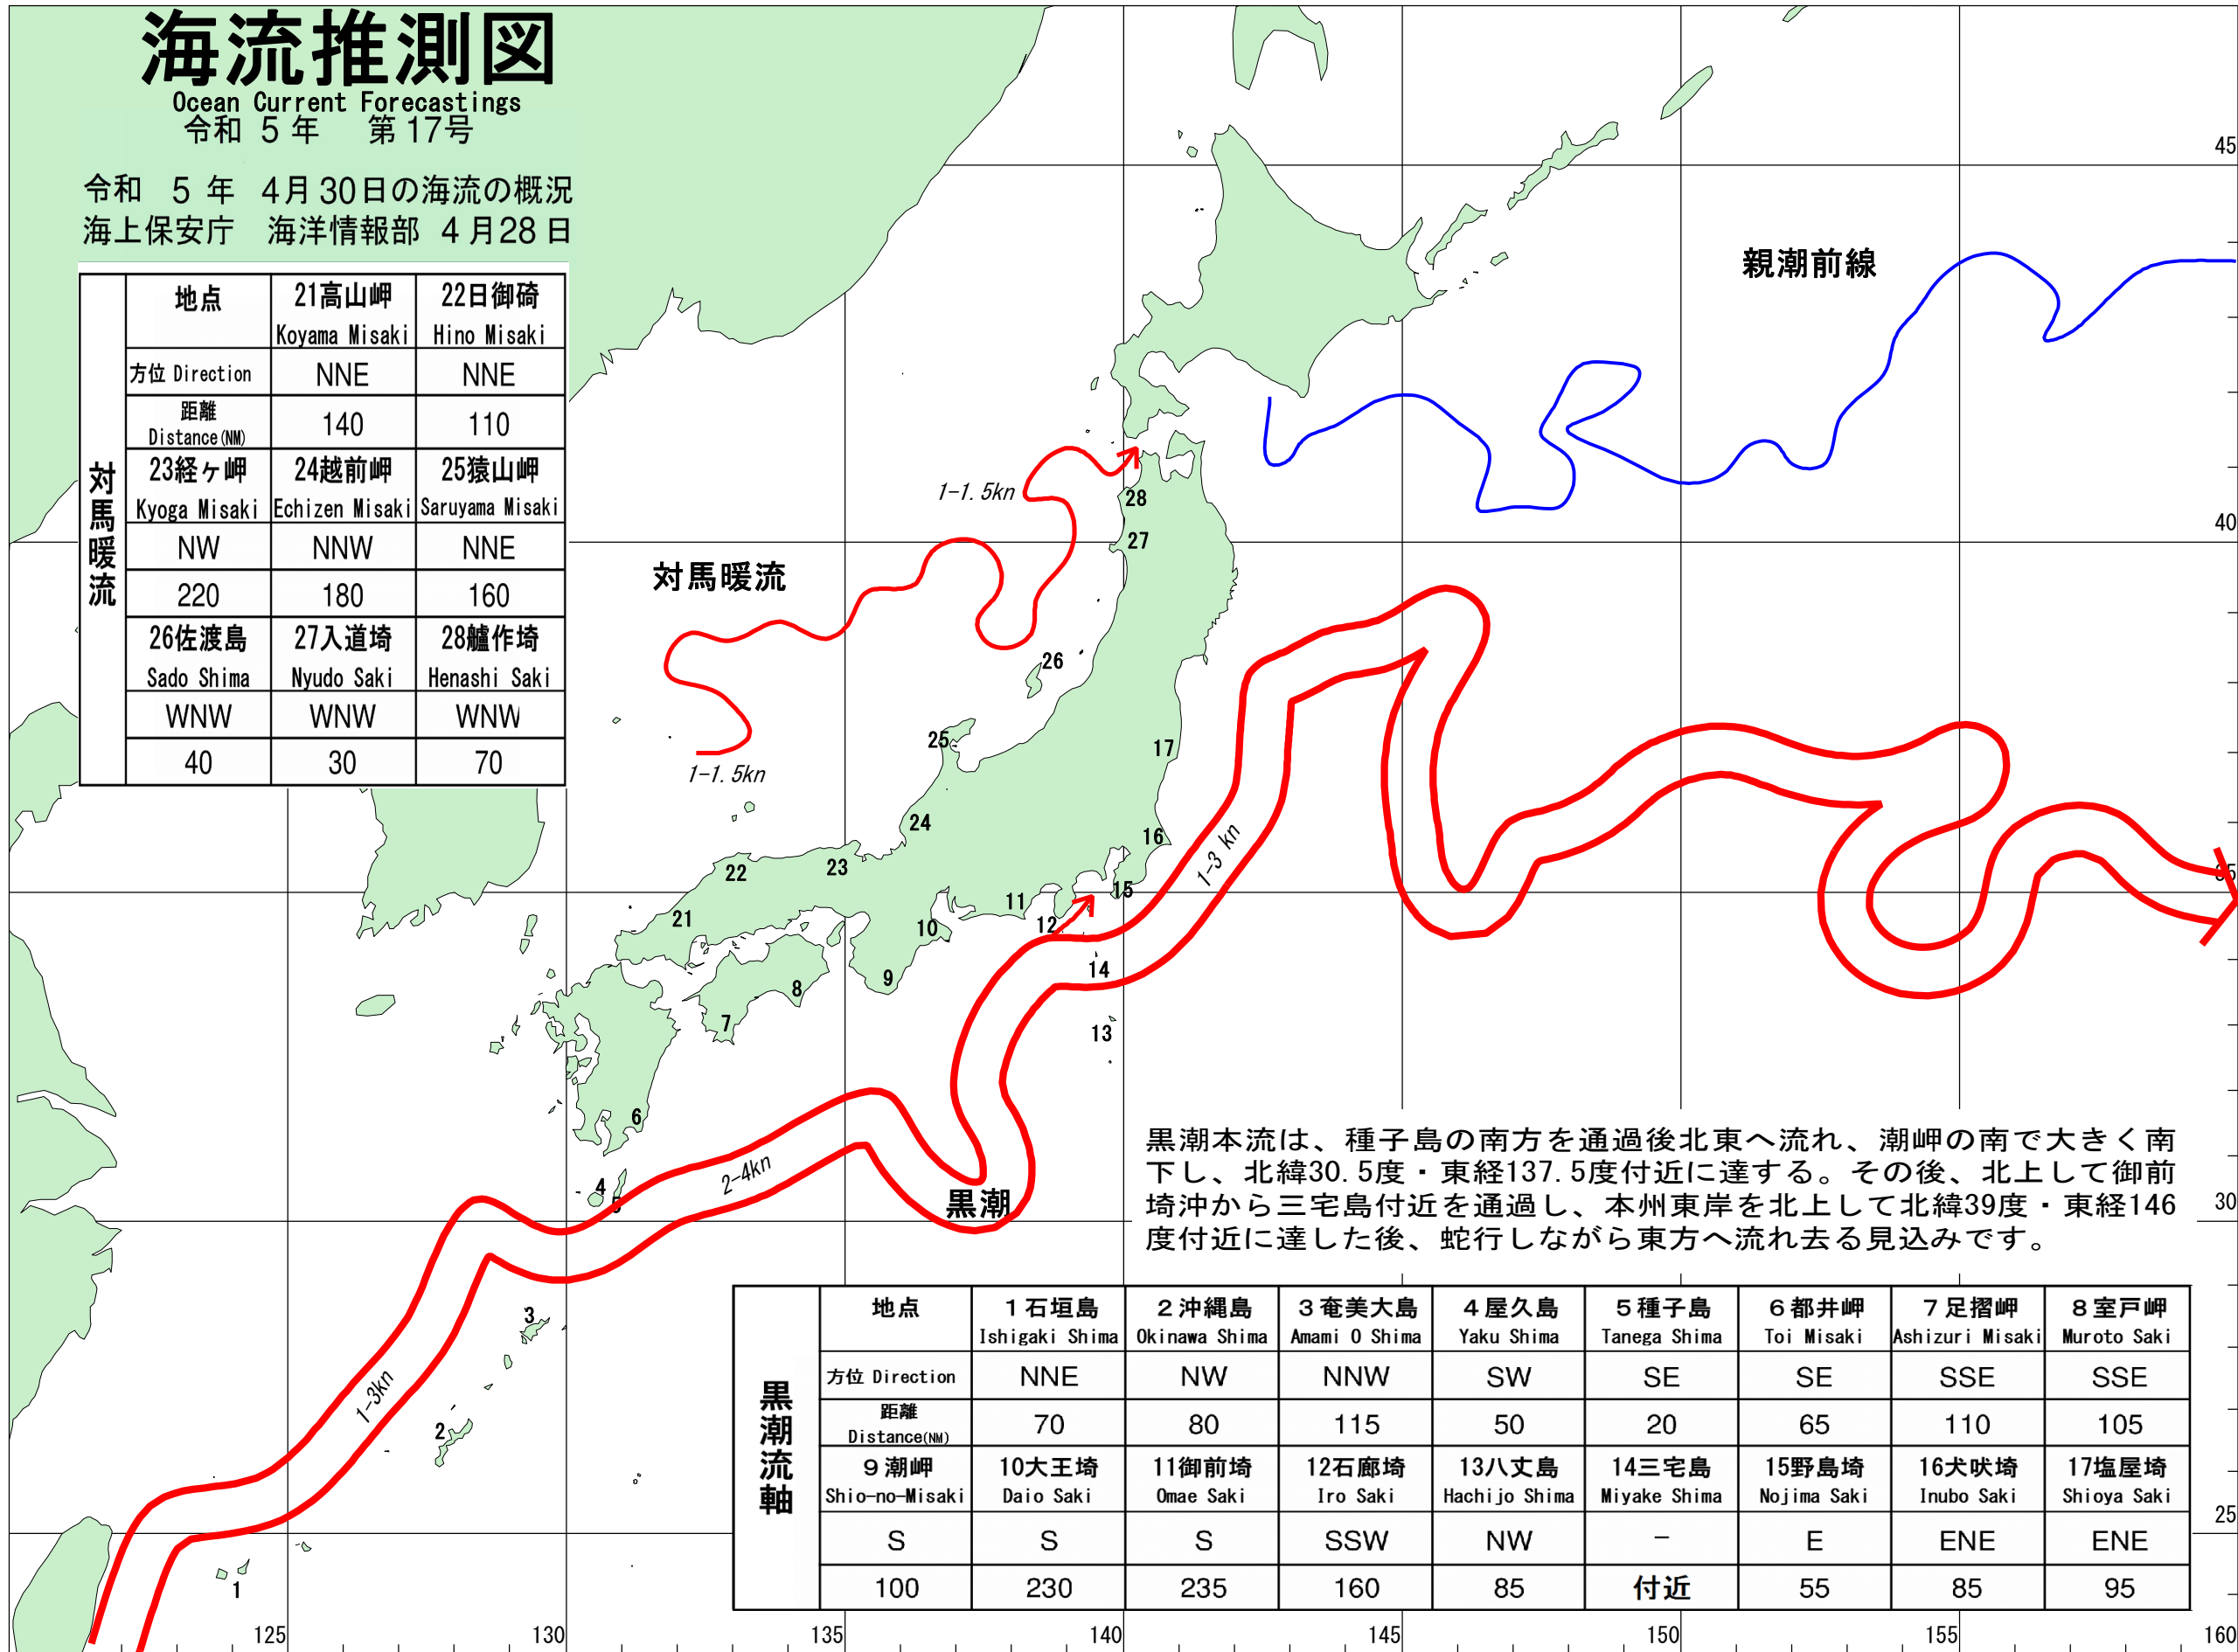 海流推測図
Ocean Current Forecastings
令和 5 年 第 17号
令和 5 年 4月 30日の海流の概況
海上保安庁 海洋情報部 4 月28 日
対馬暖流
地点 21高山岬 22日御碕
Koyama Misaki Hino Misaki
方位 Direction NNE NNE
距離 Distance(NM) 140 110
23経ヶ岬 24越前岬 25猿山岬
Kyoga Misaki Echizen Misaki Saruyama Misaki
NW NNW NNE
220 180 160
26佐渡島 27入道埼 28艫作埼
Sado Shima Nyudo Saki Henashi Saki
WNW WNW WNW
40 30 70
親潮前線
45
1-1.5kn
28
40
27
対馬暖流
26
25
17
1-1.5kn
24
16
22
23
1-3 kn
35
15
11
21
12
10
14
9
8
7
13
6
黒潮本流は、種子島の南方を通過後北東へ流れ、潮岬の南で大きく南
下し、北緯30.5度・東経137.5度付近に達する。その後、北上して御前
埼沖から三宅島付近を通過し、本州東岸を北上して北緯39度・東経146
度付近に達した後、蛇行しながら東方へ流れ去る見込みです。
2-4kn
4
5
黒潮
30
3
1-3kn
2
1
黒潮流軸
地点 1石垣島 2沖縄島 3奄美大島 4屋久島 5種子島 6都井岬 7足摺岬 8室戸岬
Ishigaki Shima Okinawa Shima Amami O Shima Yaku Shima Tanega Shima Toi Misaki Ashizuri Misaki Muroto Saki
方位 Direction NNE NW NNW SW SE SE SSE SSE
距離 Distance(NM) 70 80 115 50 20 65 110 105
9潮岬 10大王埼 11御前埼 12石廊埼 13八丈島 14三宅島 15野島埼 16犬吠埼 17塩屋埼
Shio-no-Misaki Daio Saki Omae Saki Iro Saki Hachijo Shima Miyake Shima Nojima Saki Inubo Saki Shioya Saki
S S S SSW NW - E ENE ENE
100 230 235 160 85 付近 55 85 95
25
125 130 135 140 145 150 155 160